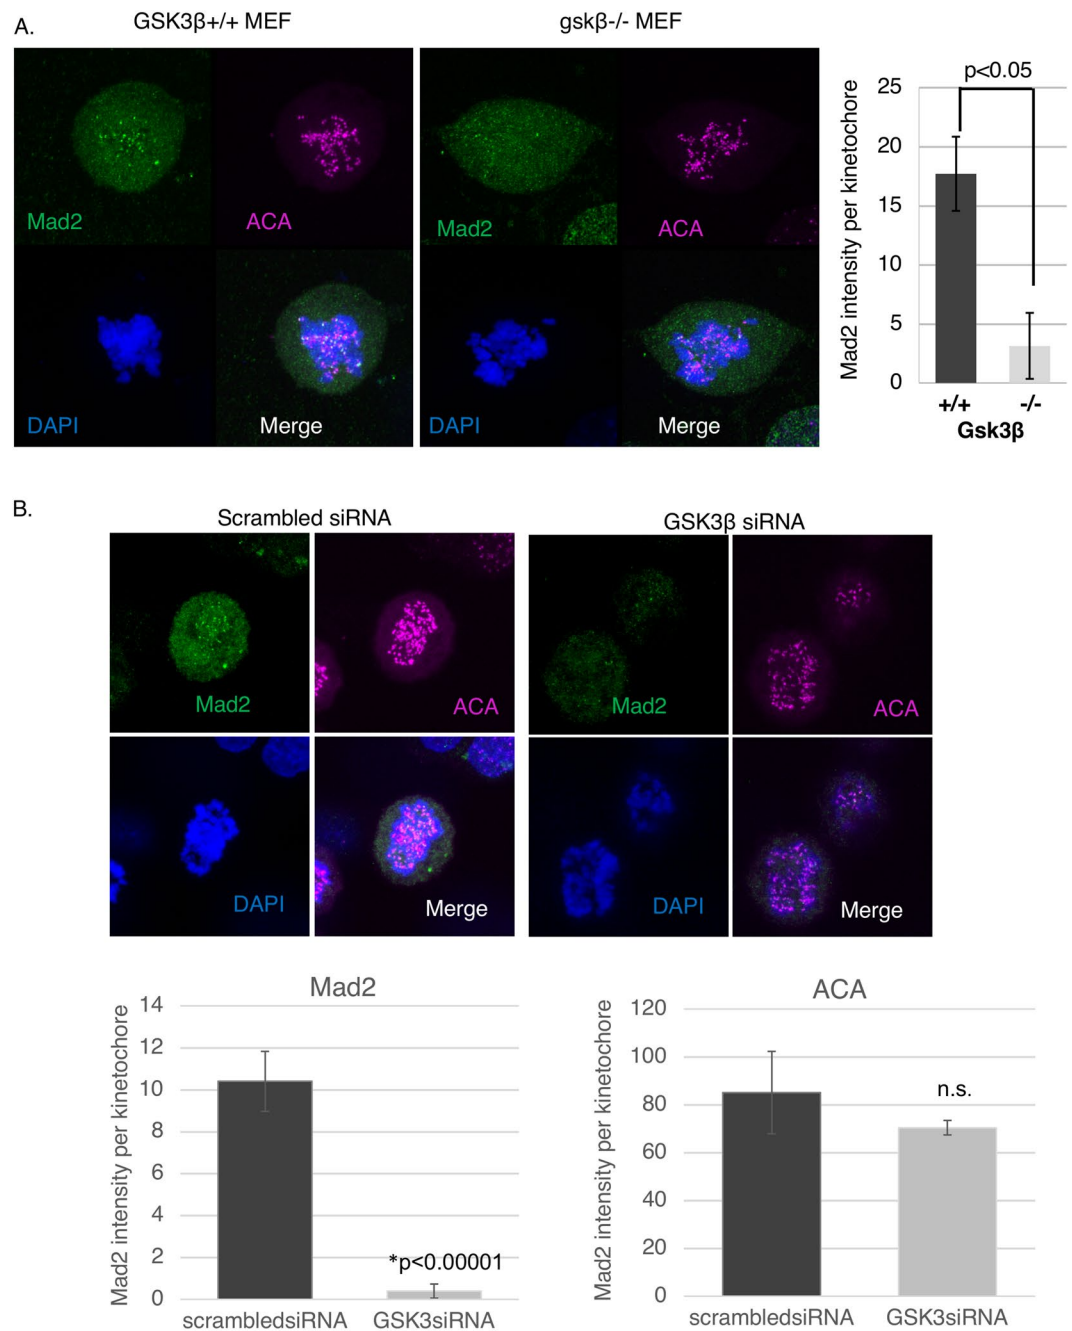 A.
GSK3β+/+ MEF
gskβ-/- MEF
Mad2
ACA
DAPI
Merge
Mad2
ACA
DAPI
Merge
p<0.05
Mad2 intensity per kinetochore
25
20
15
10
5
0
+/+
-/-
Gsk3β
B.
Scrambled siRNA
GSK3β siRNA
Mad2
ACA
DAPI
Merge
Mad2
ACA
DAPI
Merge
Mad2
Mad2 intensity per kinetochore
14
12
10
8
6
4
2
0
*p<0.00001
scrambledsiRNA
GSK3siRNA
ACA
Mad2 intensity per kinetochore
120
100
80
60
40
20
0
n.s.
scrambledsiRNA
GSK3siRNA